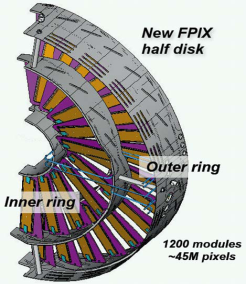 New FPIX
half disk
Outer ring
Inner ring
1200 modules
~45M pixels